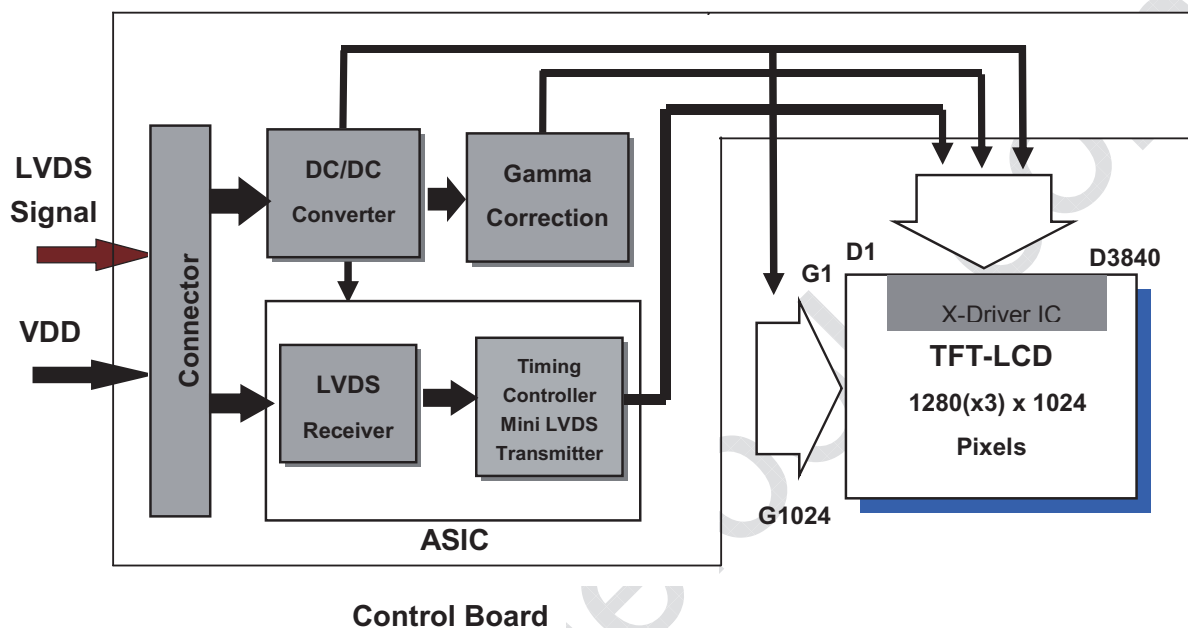 LVDS
Signal
VDD
Connector
DC/DC
Converter
Gamma
Correction
LVDS
Receiver
Timing
Controller
Mini LVDS
Transmitter
ASIC
Control Board
G1
G1024
D1
D3840
X-Driver IC
TFT-LCD
1280(x3) x 1024
Pixels